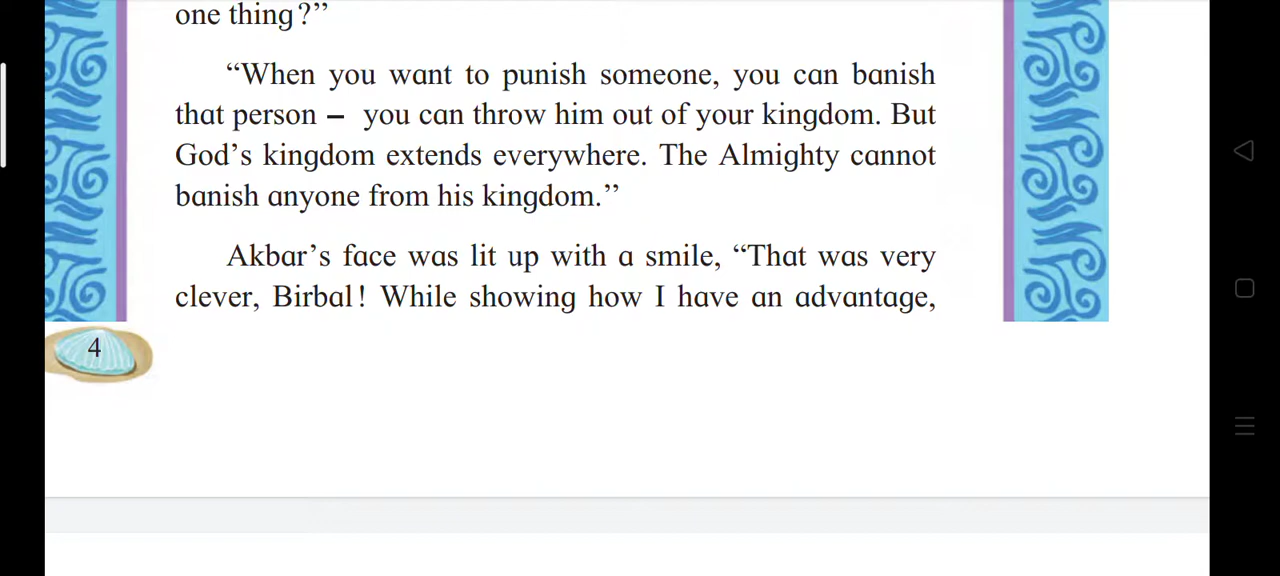 one thing?”
“When you want to punish someone, you can banish
that person – you can throw him out of your kingdom. But
God’s kingdom extends everywhere. The Almighty cannot
banish anyone from his kingdom.”
Akbar’s face was lit up with a smile, “That was very
clever, Birbal! While showing how I have an advantage,
4